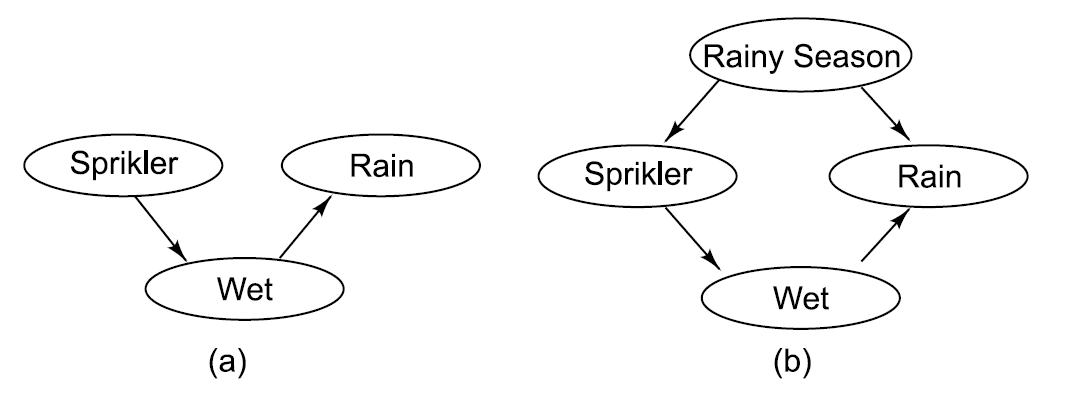 Sprikler
Rain
Wet
(a)
Rainy Season
Sprikler
Rain
Wet
(b)